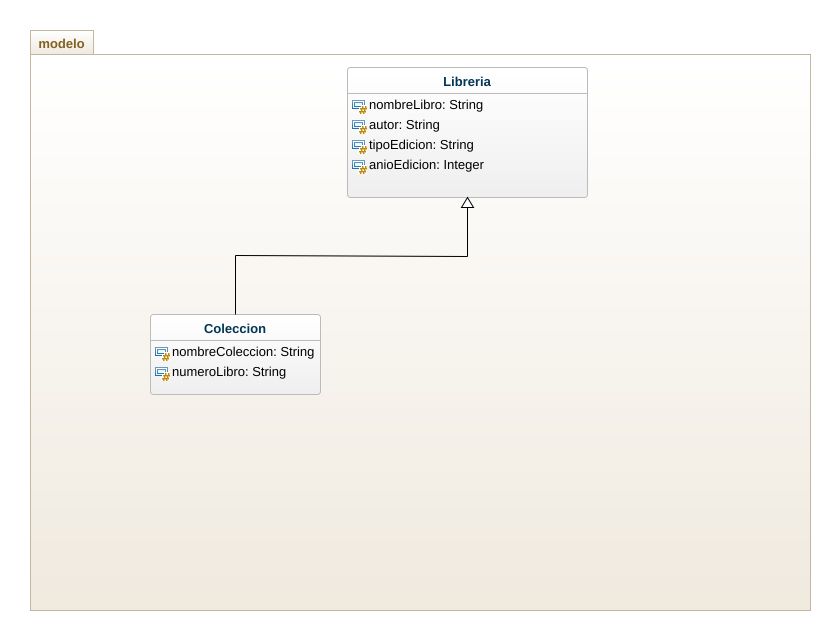 modelo
Libreria
nombreLibro: String
autor: String
tipoEdicion: String
anioEdicion: Integer
Coleccion
nombreColeccion: String
numeroLibro: String